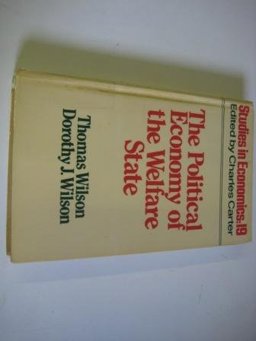 Studies in Economics:19
Edited by Charles Carter
The Political
Economy of
the Welfare
State
Thomas Wilson
Dorothy J. Wilson